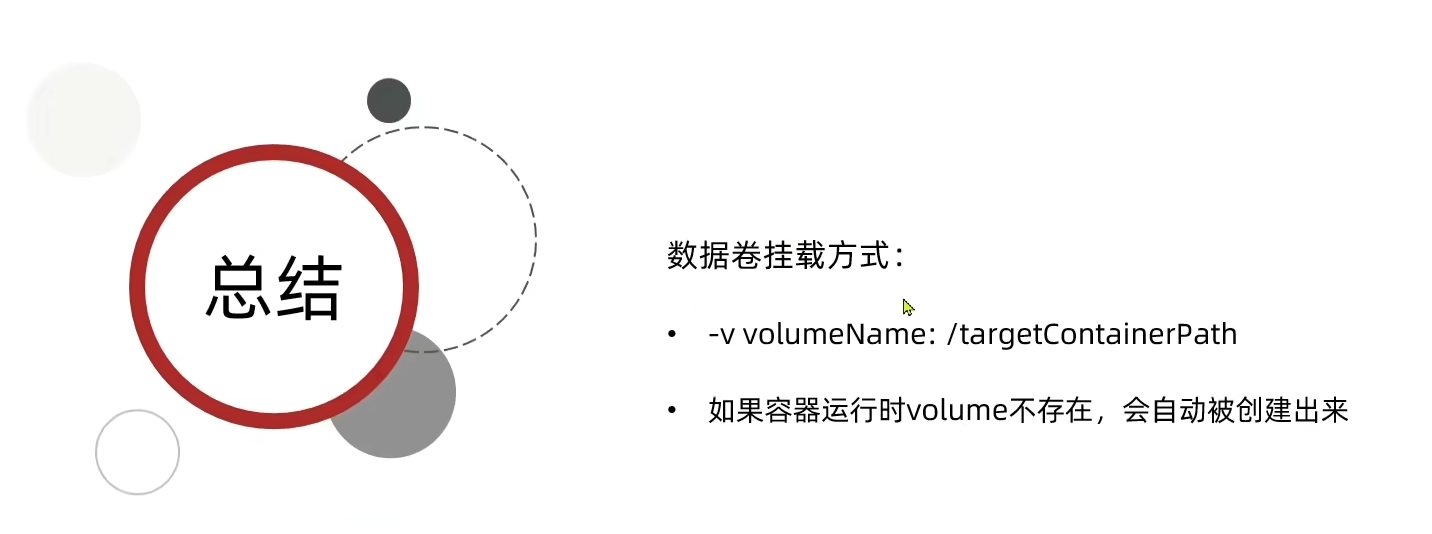 总结
数据卷挂载方式：
• -v volumeName: /targetContainerPath
• 如果容器运行时volume不存在，会自动被创建出来